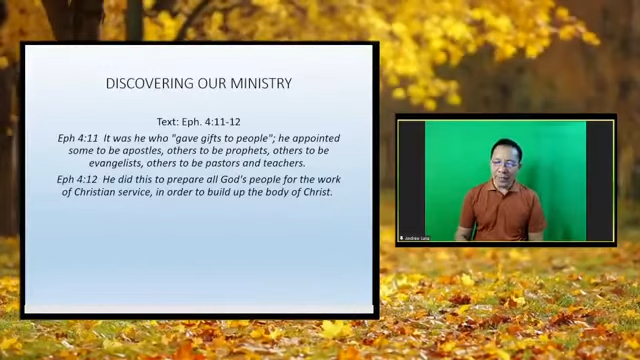 DISCOVERING OUR MINISTRY
Text: Eph. 4:11-12
Eph 4:11 It was he who "gave gifts to people"; he appointed
some to be apostles, others to be prophets, others to be
evangelists, others to be pastors and teachers.
Eph 4:12 He did this to prepare all God's people for the work
of Christian service, in order to build up the body of Christ.